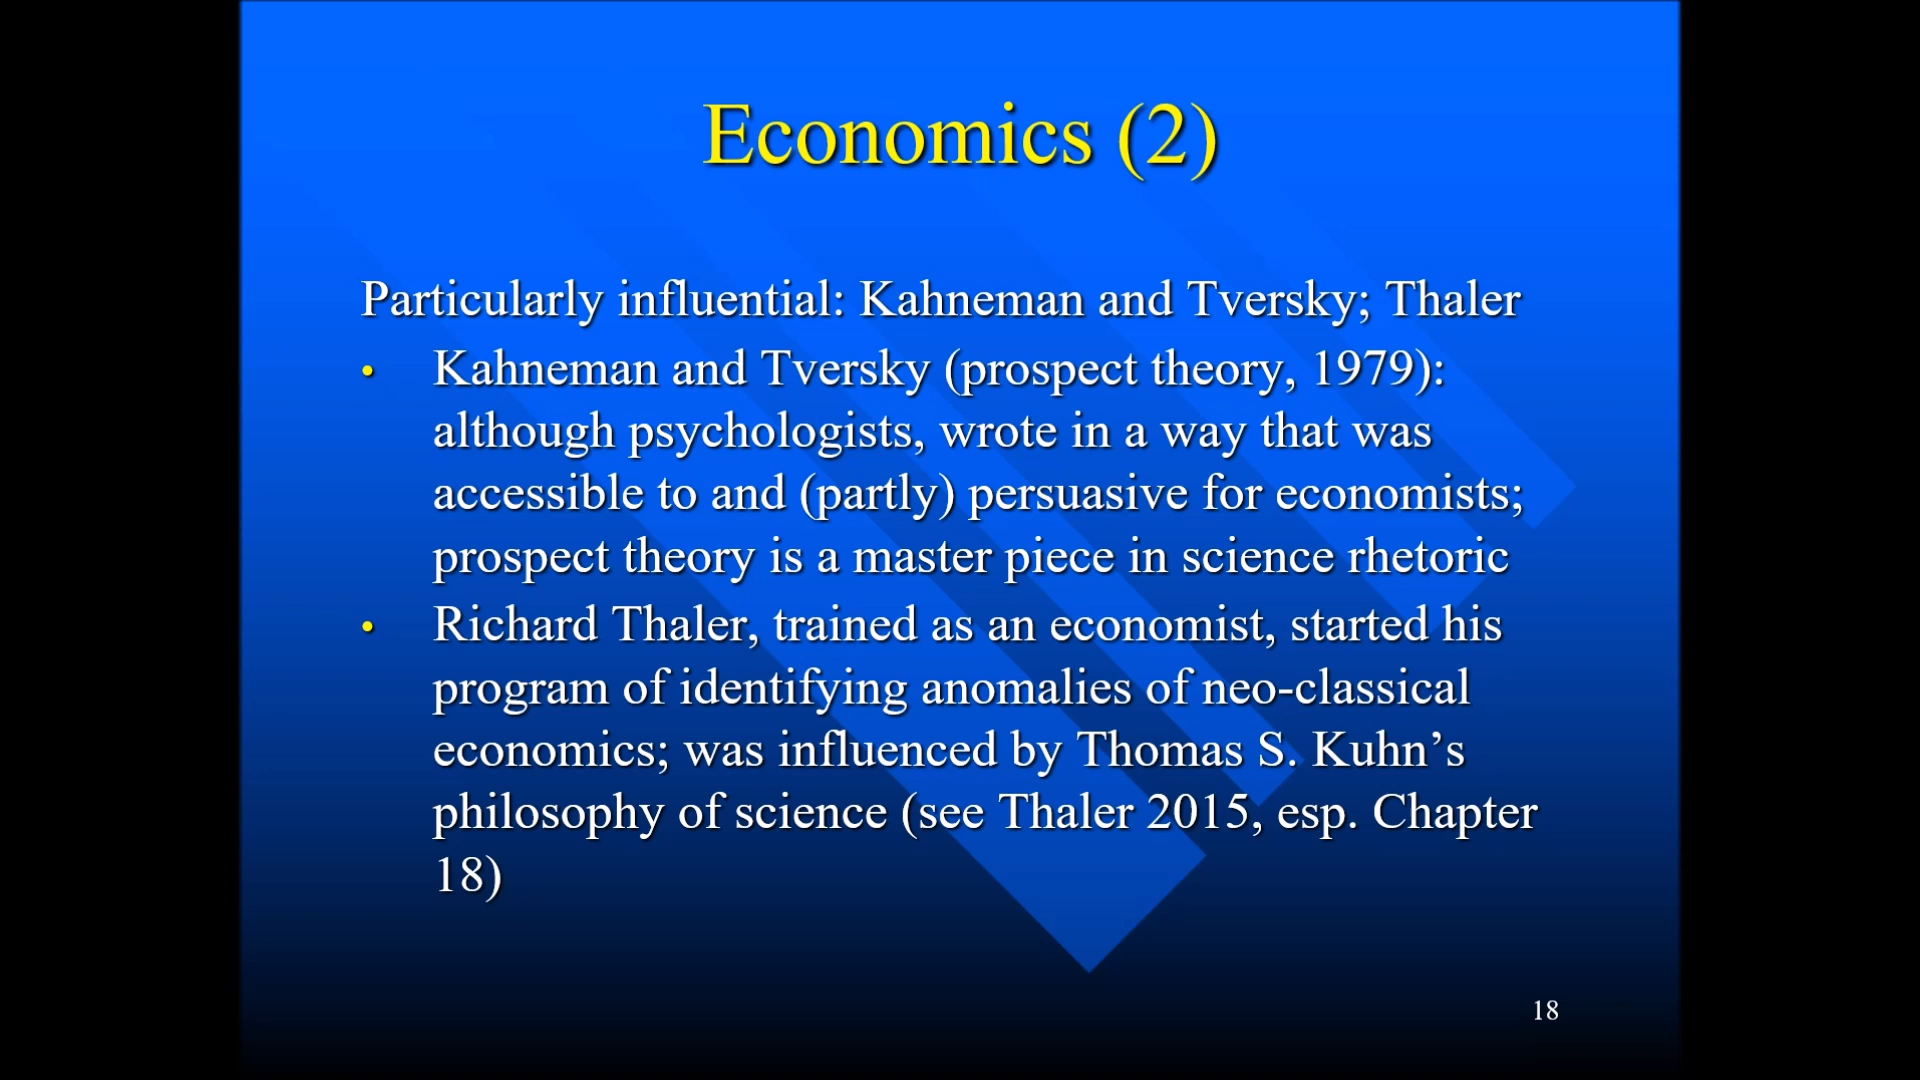 Economics (2)
Particularly influential: Kahneman and Tversky; Thaler
• Kahneman and Tversky (prospect theory, 1979):
although psychologists, wrote in a way that was
accessible to and (partly) persuasive for economists;
prospect theory is a master piece in science rhetoric
• Richard Thaler, trained as an economist, started his
program of identifying anomalies of neo-classical
economics; was influenced by Thomas S. Kuhn’s
philosophy of science (see Thaler 2015, esp. Chapter
18)
18